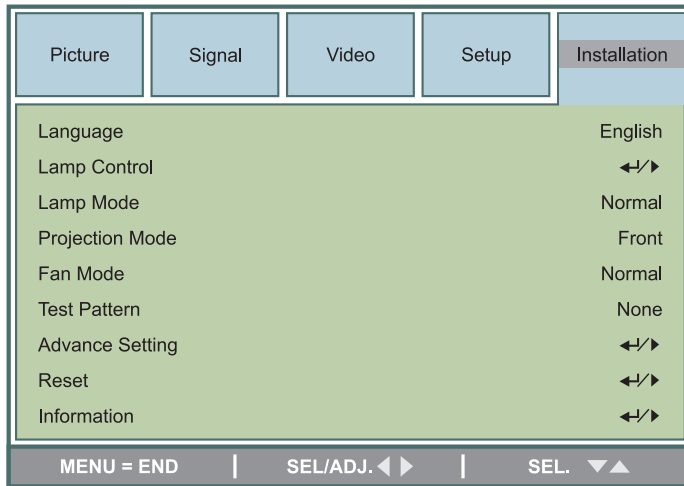 Picture Signal Video Setup Installation
Language English
Lamp Control ↵/▶
Lamp Mode Normal
Projection Mode Front
Fan Mode Normal
Test Pattern None
Advance Setting ↵/▶
Reset ↵/▶
Information ↵/▶
MENU = END | SEL/ADJ. ◀ ▶ | SEL. ▼▲